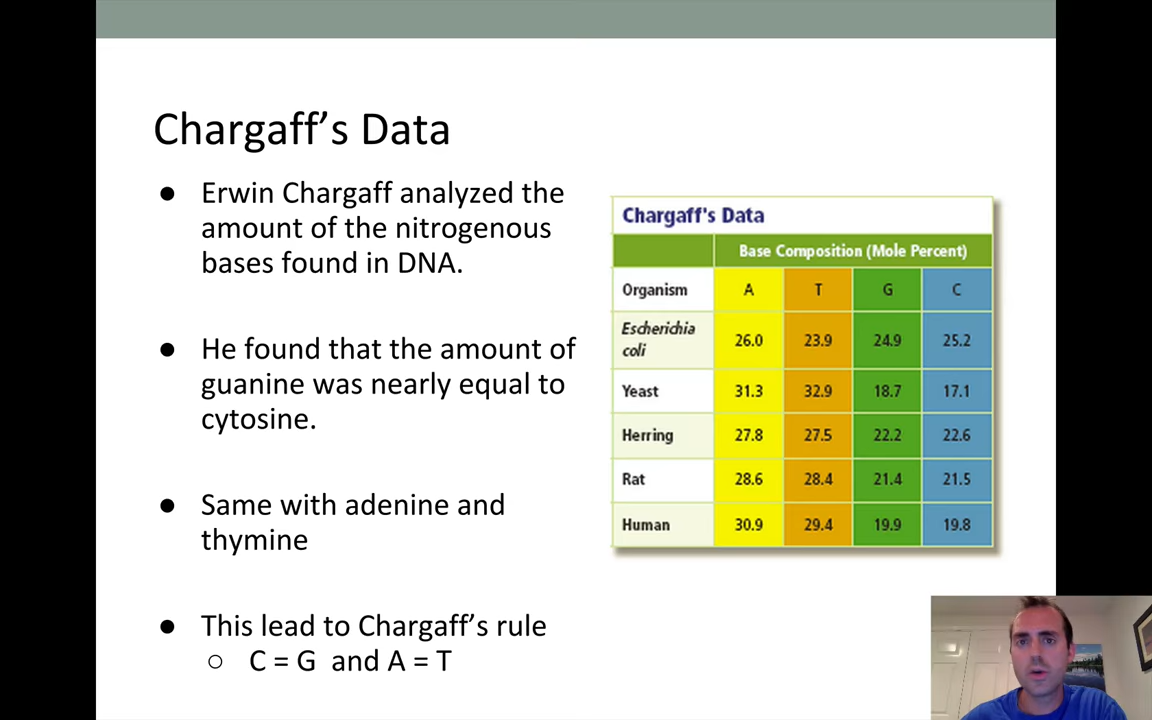 Chargaff’s Data
● Erwin Chargaff analyzed the
amount of the nitrogenous
bases found in DNA.
● He found that the amount of
guanine was nearly equal to
cytosine.
● Same with adenine and
thymine
● This lead to Chargaff’s rule
○ C = G and A = T
Chargaff's Data
Base Composition (Mole Percent)
Organism A T G C
Escherichia
coli 26.0 23.9 24.9 25.2
Yeast 31.3 32.9 18.7 17.1
Herring 27.8 27.5 22.2 22.6
Rat 28.6 28.4 21.4 21.5
Human 30.9 29.4 19.9 19.8